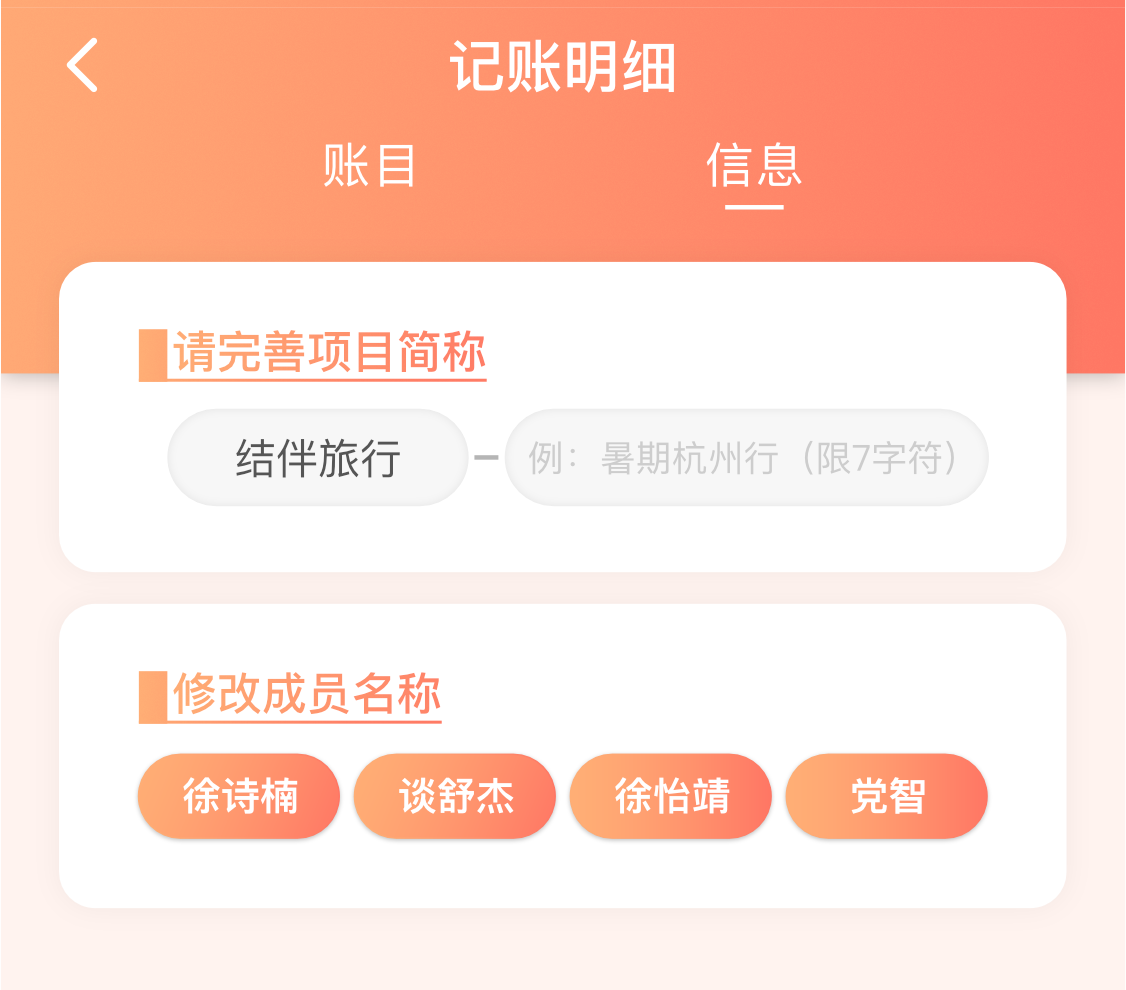 记账明细
账目 信息
请完善项目简称
结伴旅行 – 例：暑期杭州行（限7字符）
修改成员名称
徐诗楠 谈舒杰 徐怡靖 党智